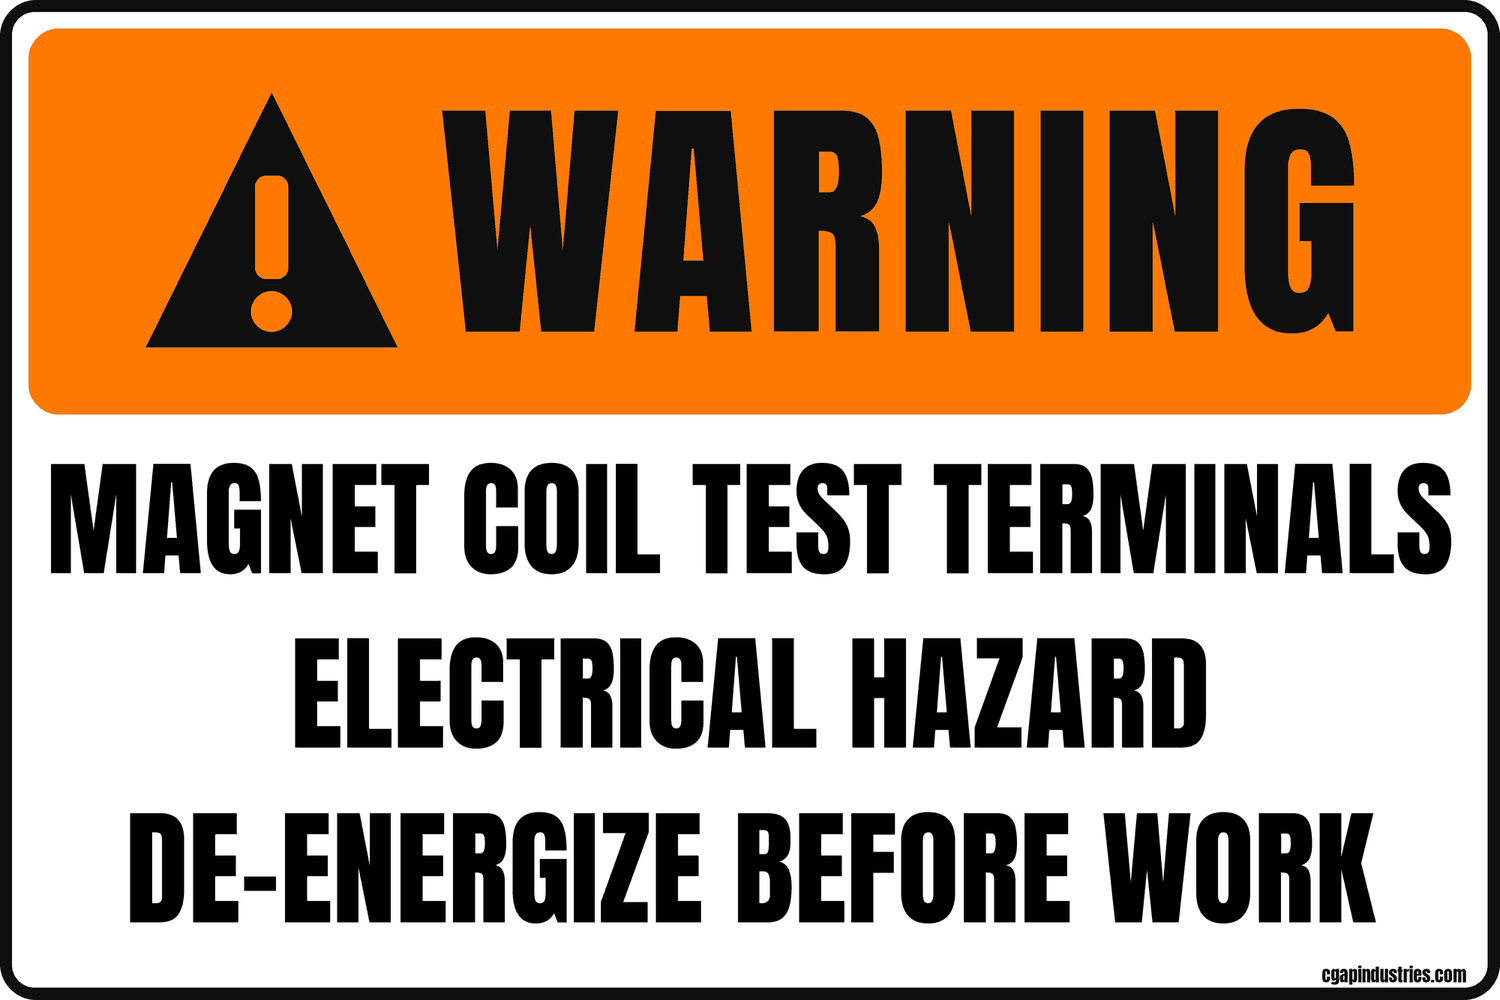 WARNING
MAGNET COIL TEST TERMINALS
ELECTRICAL HAZARD
DE-ENERGIZE BEFORE WORK
cgapindustries.com